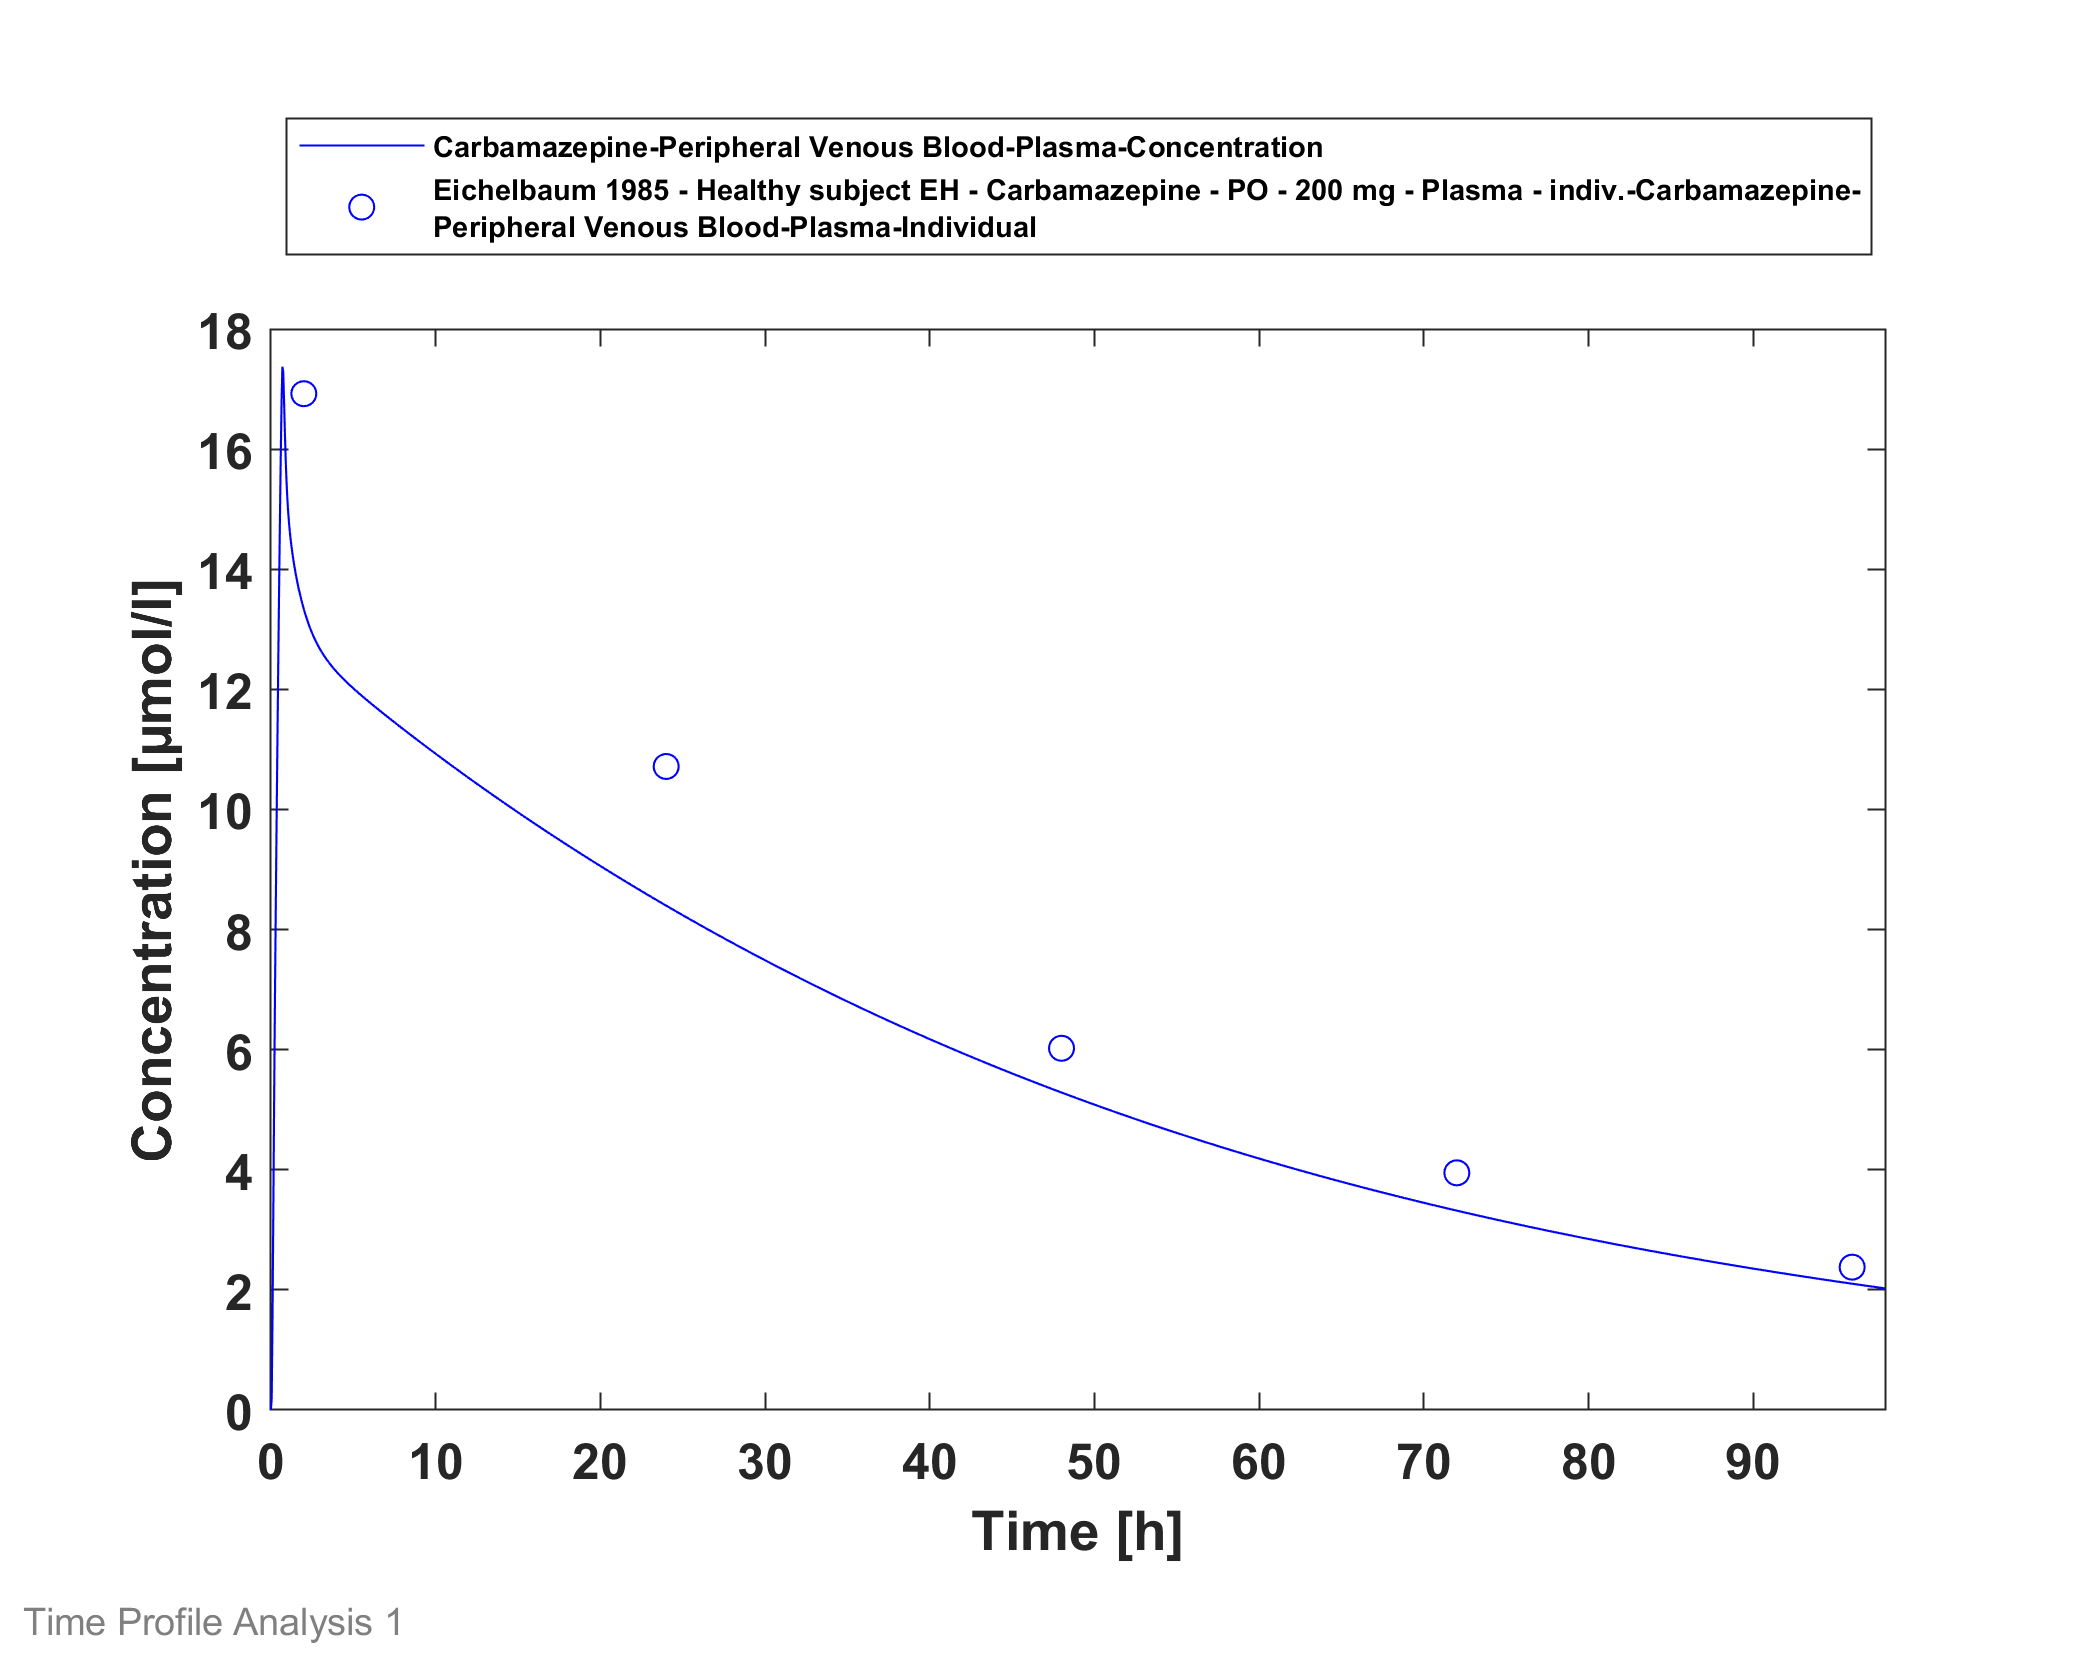 Carbamazepine-Peripheral Venous Blood-Plasma-Concentration
Eichelbaum 1985 - Healthy subject EH - Carbamazepine - PO - 200 mg - Plasma - indiv.-Carbamazepine-
Peripheral Venous Blood-Plasma-Individual
18
16
14
12
10
8
6
4
2
0
Concentration [µmol/l]
0 10 20 30 40 50 60 70 80 90
Time [h]
Time Profile Analysis 1